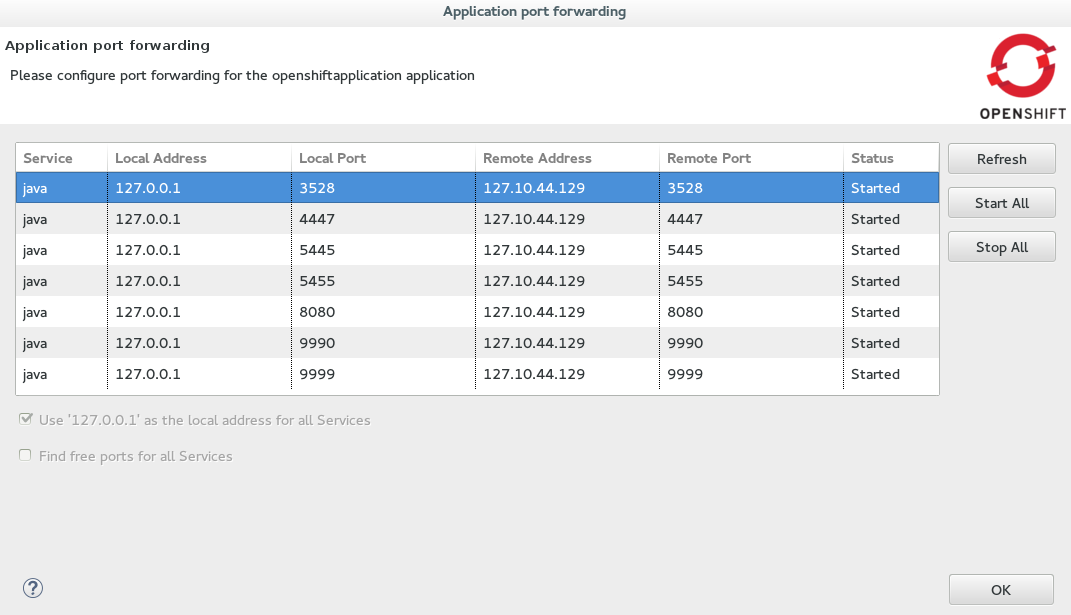 Application port forwarding
Application port forwarding
Please configure port forwarding for the openshiftapplication application
OPENSHIFT
Service Local Address Local Port Remote Address Remote Port Status
java 127.0.0.1 3528 127.10.44.129 3528 Started
java 127.0.0.1 4447 127.10.44.129 4447 Started
java 127.0.0.1 5445 127.10.44.129 5445 Started
java 127.0.0.1 5455 127.10.44.129 5455 Started
java 127.0.0.1 8080 127.10.44.129 8080 Started
java 127.0.0.1 9990 127.10.44.129 9990 Started
java 127.0.0.1 9999 127.10.44.129 9999 Started
Refresh
Start All
Stop All
Use '127.0.0.1' as the local address for all Services
Find free ports for all Services
?
OK